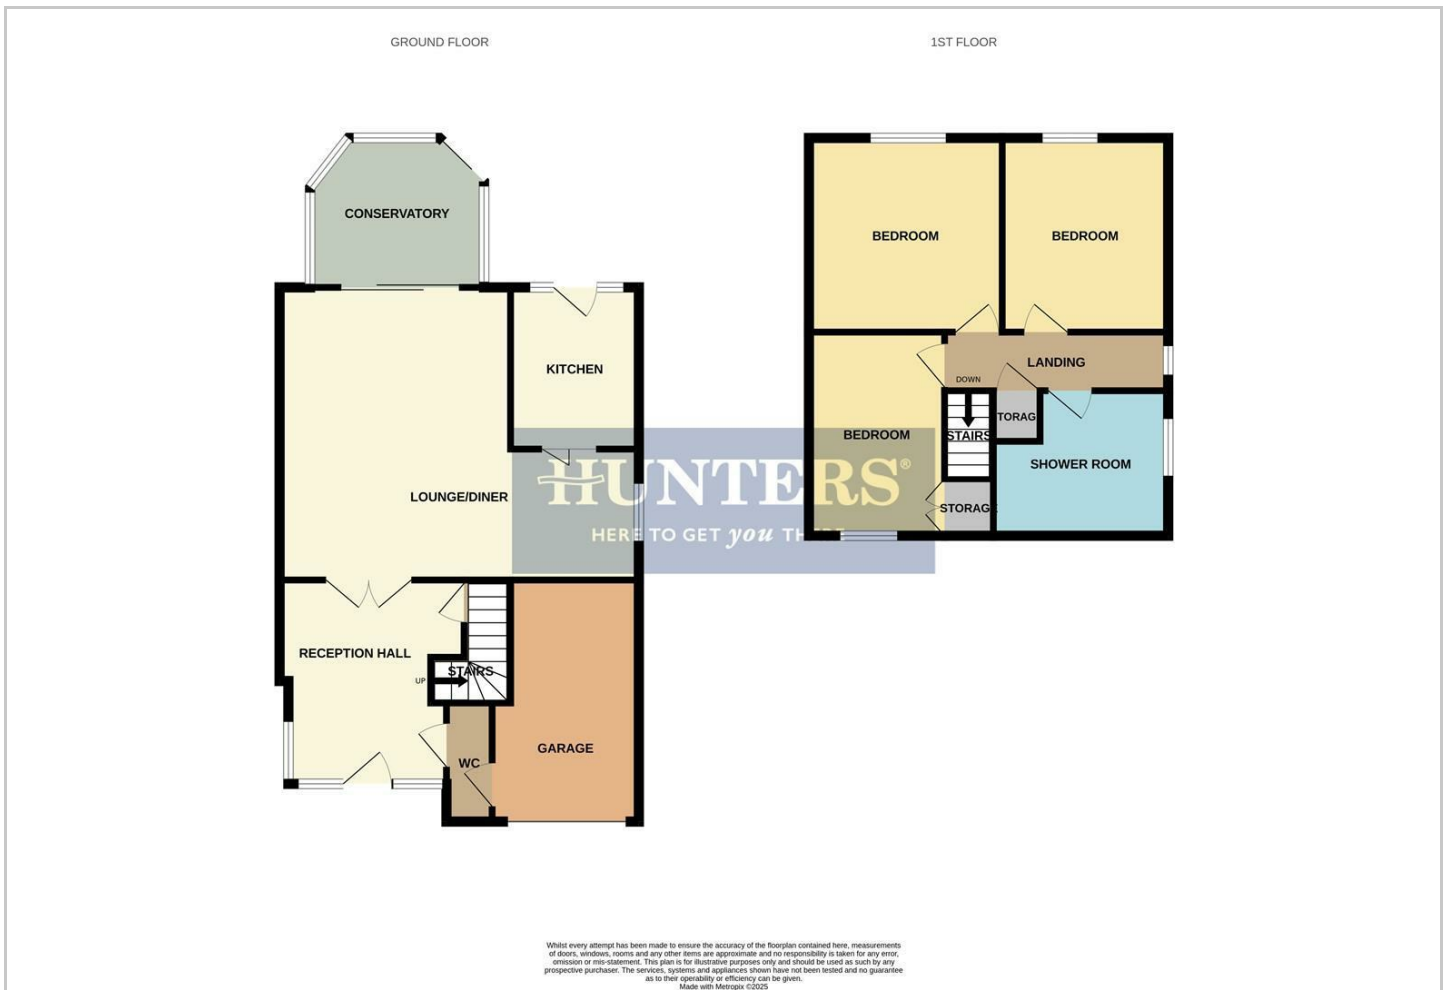 GROUND FLOOR
1ST FLOOR
CONSERVATORY
KITCHEN
LOUNGE/DINER
RECEPTION HALL
STAIRS
UP
WC
GARAGE
BEDROOM
BEDROOM
LANDING
DOWN
BEDROOM
STAIRS
TORAG
SHOWER ROOM
STORAGE
HUNTERS®
HERE TO GET you THERE
Whilst every attempt has been made to ensure the accuracy of the floorplan contained here, measurements
of doors, windows, rooms and any other items are approximate and no responsibility is taken for any error,
omission or mis-statement. This plan is for illustrative purposes only and should be used as such by any
prospective purchaser. The services, systems and appliances shown have not been tested and no guarantee
as to their operability or efficiency can be given.
Made with Metropix ©2025